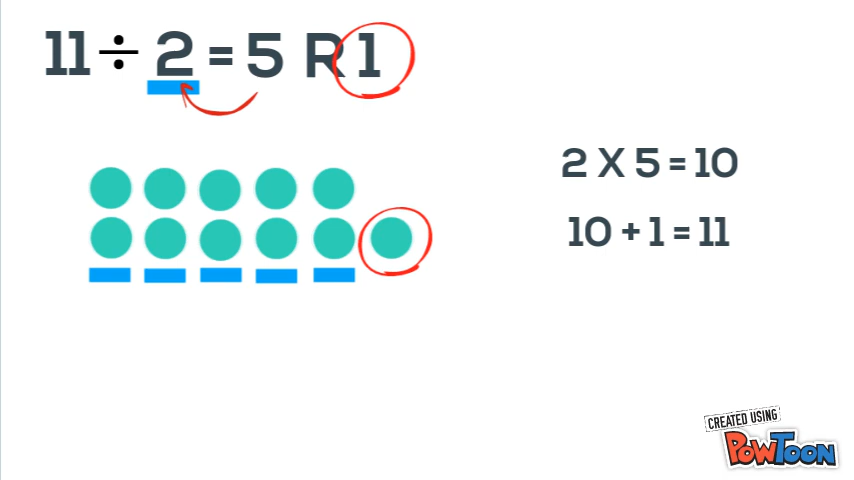 11 ÷ 2 = 5 R 1
2 X 5 = 10
10 + 1 = 11
CREATED USING
POWTOON